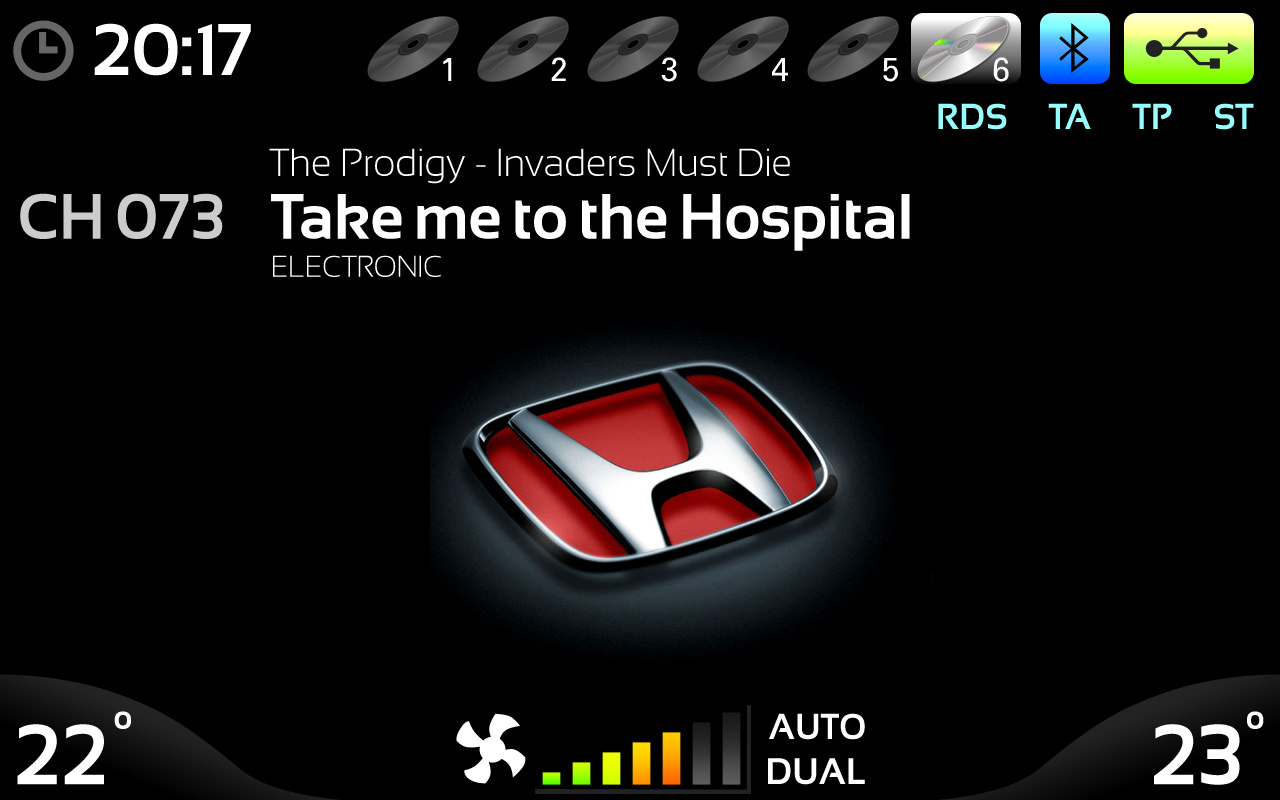 20:17
1 2 3 4 5 6
RDS TA TP ST
The Prodigy - Invaders Must Die
CH 073 Take me to the Hospital
ELECTRONIC
22° AUTO 23°
DUAL